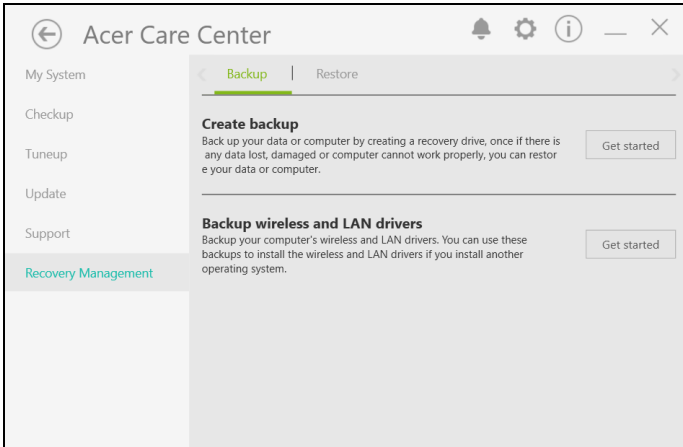 Acer Care Center
My System
Checkup
Tuneup
Update
Support
Recovery Management
Backup | Restore
Create backup
Back up your data or computer by creating a recovery drive, once if there is
any data lost, damaged or computer cannot work properly, you can restor
e your data or computer.
Get started
Backup wireless and LAN drivers
Backup your computer's wireless and LAN drivers. You can use these
backups to install the wireless and LAN drivers if you install another
operating system.
Get started